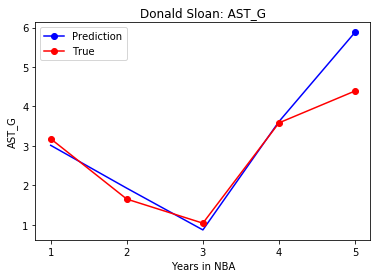 Donald Sloan: AST_G
Prediction
True
AST_G
6
5
4
3
2
1
1 2 3 4 5
Years in NBA